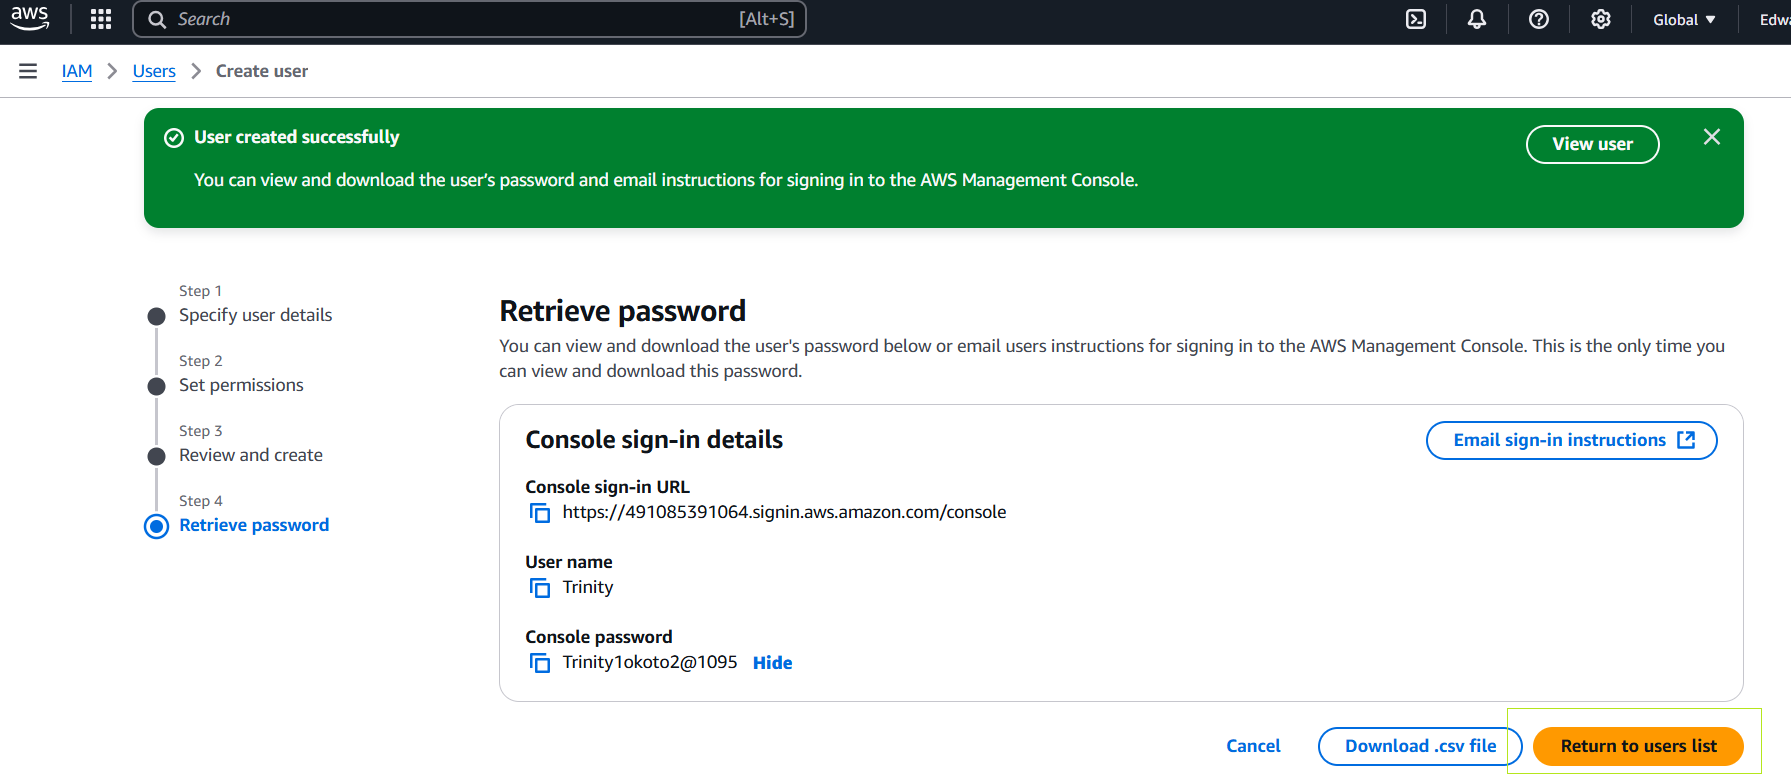 aws Search [Alt+S] Global Edwa
IAM Users Create user
User created successfully
View user
You can view and download the user's password and email instructions for signing in to the AWS Management Console.
Step 1
Specify user details
Step 2
Set permissions
Step 3
Review and create
Step 4
Retrieve password
Retrieve password
You can view and download the user's password below or email users instructions for signing in to the AWS Management Console. This is the only time you
can view and download this password.
Console sign-in details
Email sign-in instructions
Console sign-in URL
https://491085391064.signin.aws.amazon.com/console
User name
Trinity
Console password
Trinity1okoto2@1095 Hide
Cancel Download .csv file Return to users list